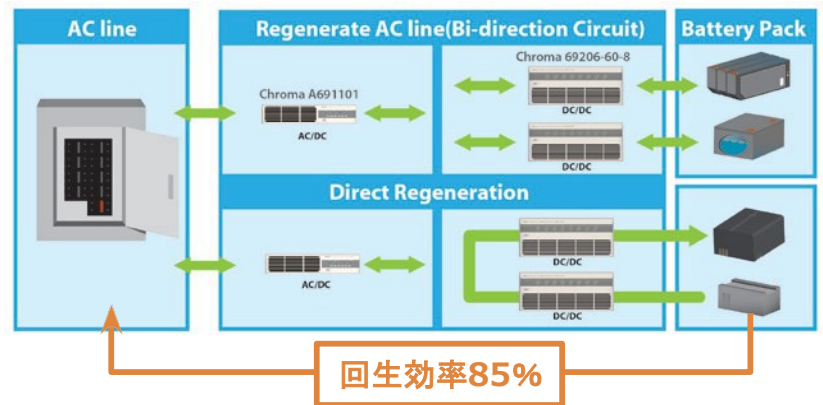 AC line
Regenerate AC line(Bi-direction Circuit)
Battery Pack
Chroma 69206-60-8
Chroma A691101
DC/DC
AC/DC
DC/DC
Direct Regeneration
DC/DC
AC/DC
DC/DC
回生効率85%